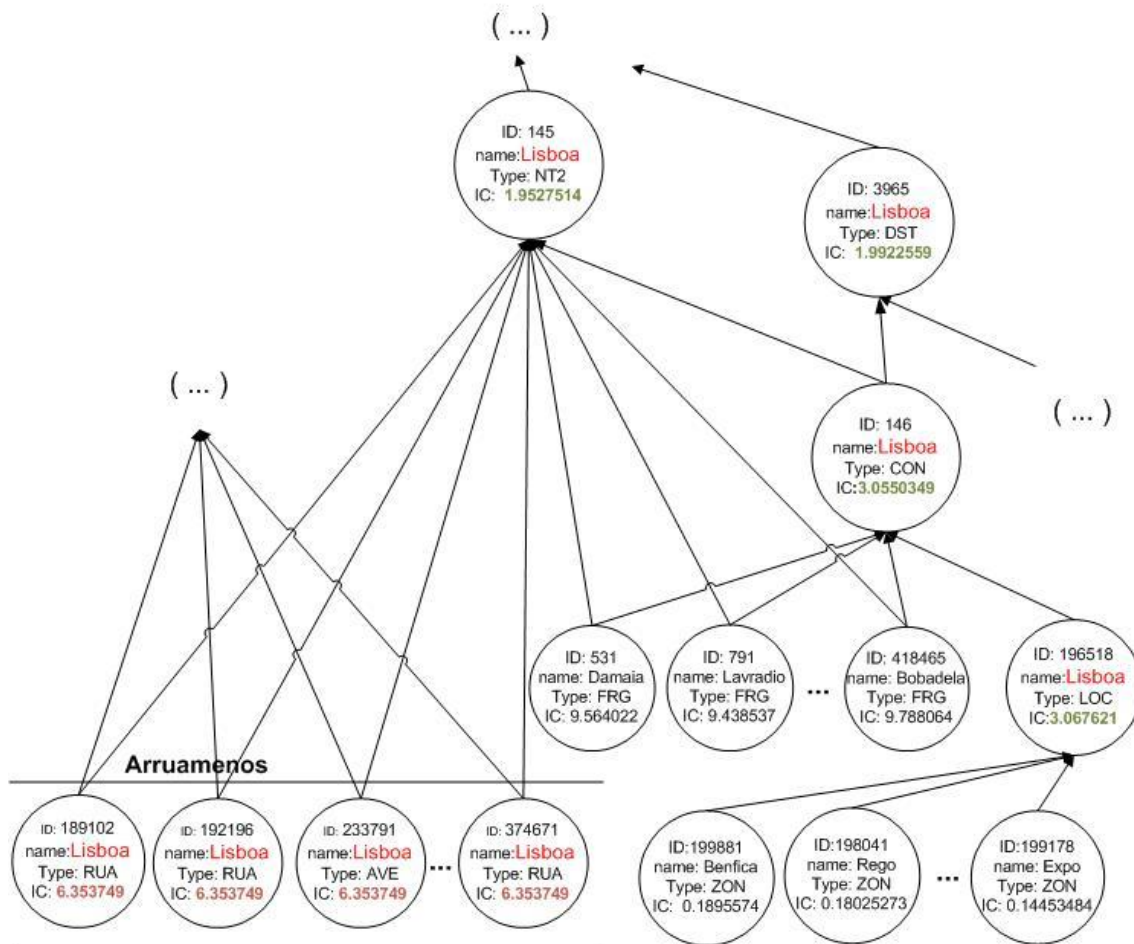 ( ... )
ID: 145
name:Lisboa
Type: NT2
IC: 1.9527514
ID: 3965
name:Lisboa
Type: DST
IC: 1.9922559
( ... )
( ... )
ID: 146
name:Lisboa
Type: CON
IC:3.0550349
ID: 531
name: Damaia
Type: FRG
IC: 9.564022
ID: 791
name: Lavradio
Type: FRG
IC: 9.438537
...
ID: 418465
name: Bobadela
Type: FRG
IC: 9.788064
ID: 196518
name:Lisboa
Type: LOC
IC:3.067621
Arruamenos
ID: 189102
name:Lisboa
Type: RUA
IC: 6.353749
ID: 192196
name:Lisboa
Type: RUA
IC: 6.353749
ID: 233791
name:Lisboa
Type: AVE
IC: 6.353749
...
ID: 374671
name:Lisboa
Type: RUA
IC: 6.353749
ID:199881
name: Benfica
Type: ZON
IC: 0.1895574
ID:198041
name: Rego
Type: ZON
IC: 0.18025273
...
ID:199178
name: Expo
Type: ZON
IC: 0.14453484